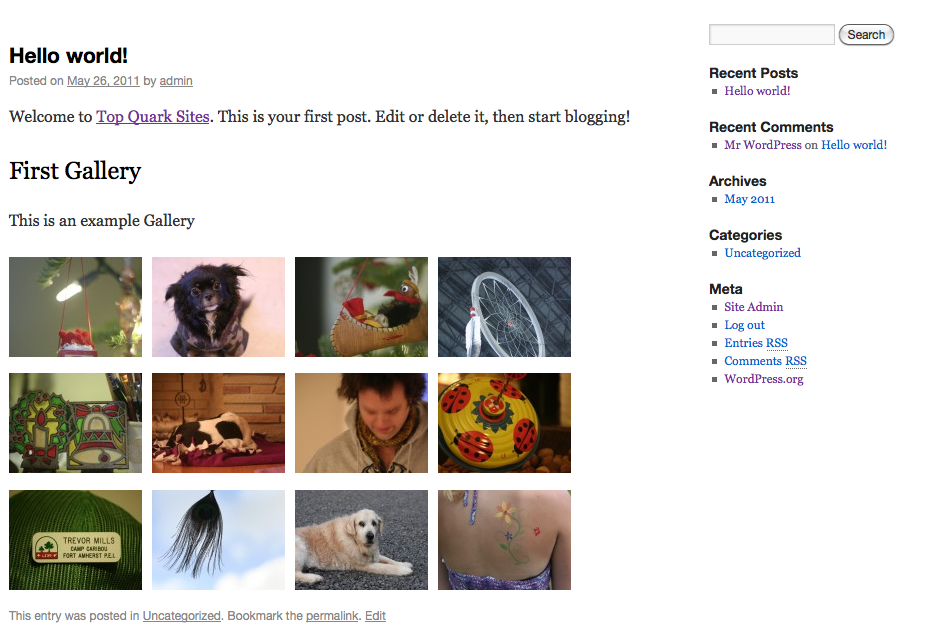 Hello world!
Posted on May 26, 2011 by admin
Welcome to Top Quark Sites. This is your first post. Edit or delete it, then start blogging!
First Gallery
This is an example Gallery
TREVOR MILLS
CAMP CARIBOU
FORT AMHERST P.E.I.
This entry was posted in Uncategorized. Bookmark the permalink. Edit
Search
Recent Posts
Hello world!
Recent Comments
Mr WordPress on Hello world!
Archives
May 2011
Categories
Uncategorized
Meta
Site Admin
Log out
Entries RSS
Comments RSS
WordPress.org